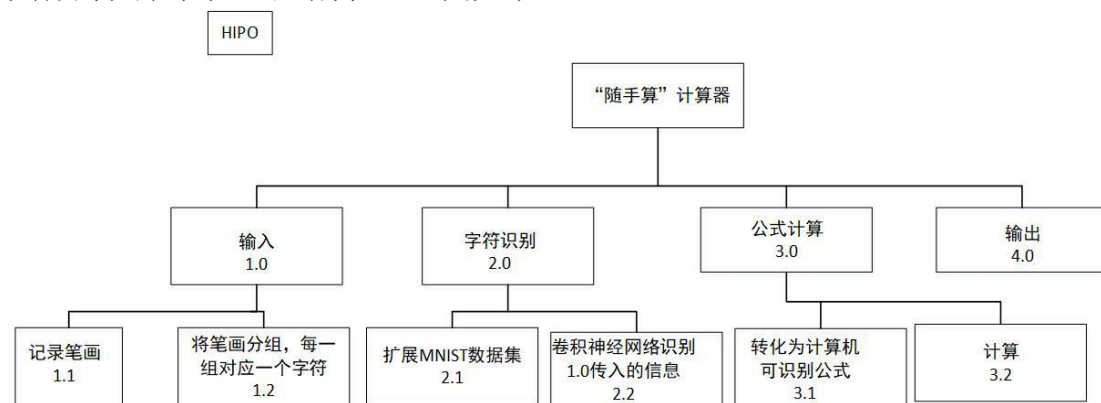 HIPO
“随手算”计算器
输入
1.0
字符识别
2.0
公式计算
3.0
输出
4.0
记录笔画
1.1
将笔画分组，每一
组对应一个字符
1.2
扩展MNIST数据集
2.1
卷积神经网络识别
1.0传入的信息
2.2
转化为计算机
可识别公式
3.1
计算
3.2